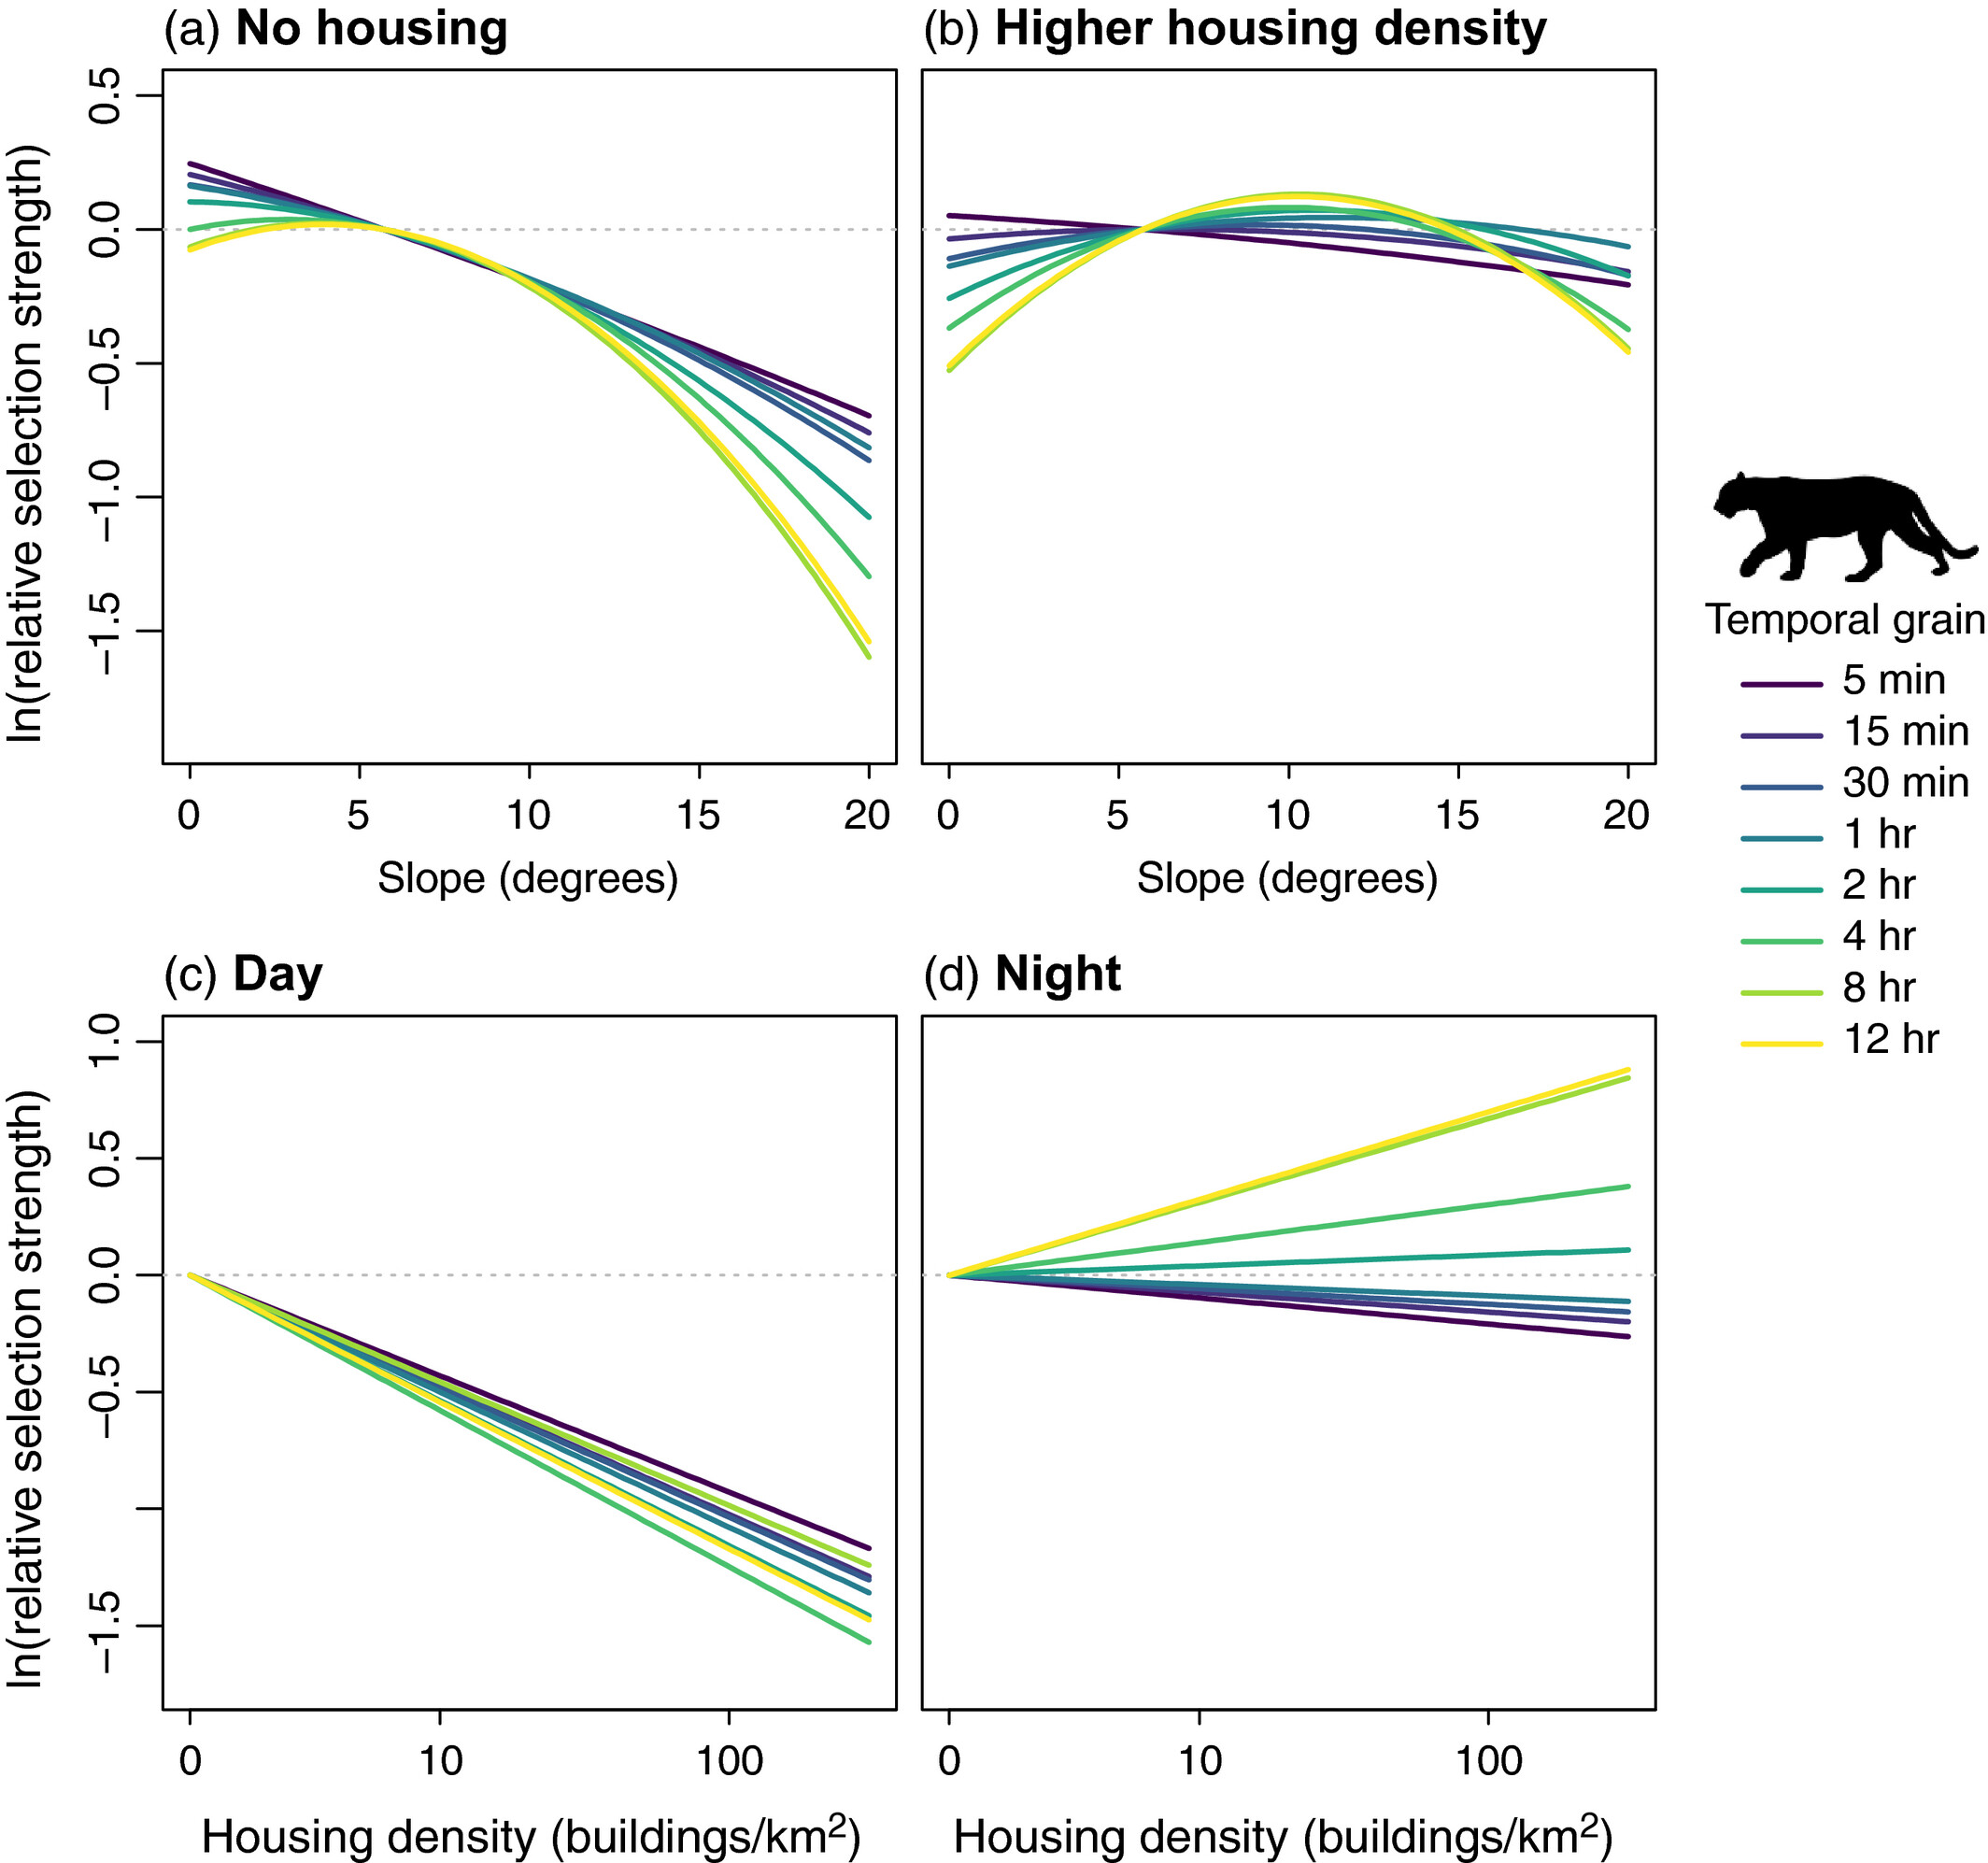 (a) No housing
(b) Higher housing density
ln(relative selection strength)
0.5
0.0
−0.5
−1.0
−1.5
0 5 10 15 20
0 5 10 15 20
Slope (degrees)
Slope (degrees)
Temporal grain
5 min
15 min
30 min
1 hr
2 hr
4 hr
8 hr
12 hr
(c) Day
(d) Night
ln(relative selection strength)
1.0
0.5
0.0
−0.5
−1.5
0 10 100
0 10 100
Housing density (buildings/km²)
Housing density (buildings/km²)